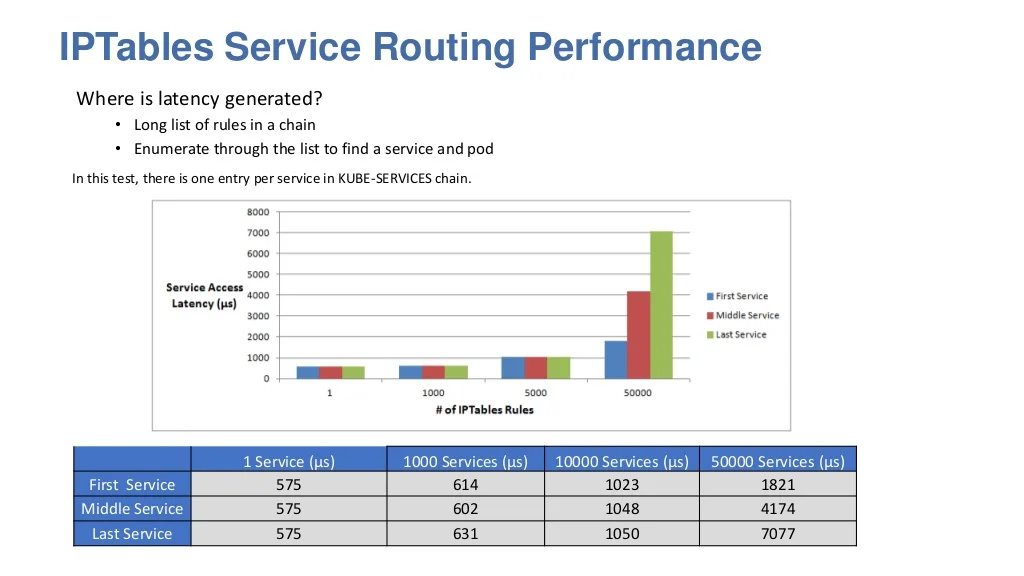 IPTables Service Routing Performance
Where is latency generated?
• Long list of rules in a chain
• Enumerate through the list to find a service and pod
In this test, there is one entry per service in KUBE-SERVICES chain.
8000
7000
6000
5000
4000
3000
2000
1000
0
Service Access
Latency (µs)
First Service
Middle Service
Last Service
1 1000 5000 50000
# of IPTables Rules
1 Service (µs) 1000 Services (µs) 10000 Services (µs) 50000 Services (µs)
First Service 575 614 1023 1821
Middle Service 575 602 1048 4174
Last Service 575 631 1050 7077